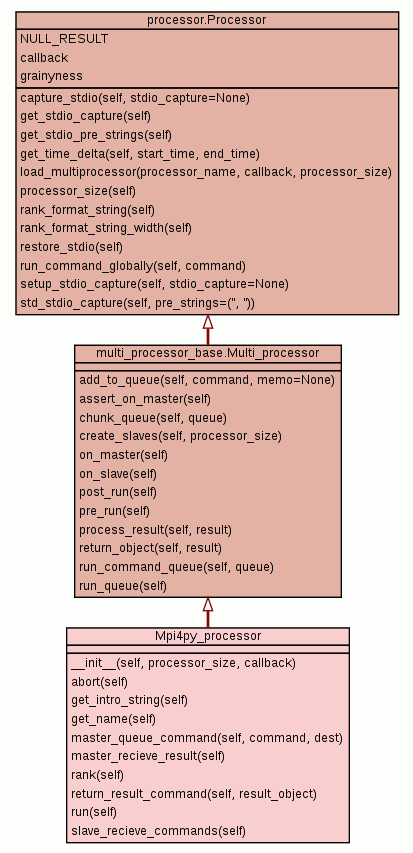 processor.Processor
NULL_RESULT
callback
grainyness
capture_stdio(self, stdio_capture=None)
get_stdio_capture(self)
get_stdio_pre_strings(self)
get_time_delta(self, start_time, end_time)
load_multiprocessor(processor_name, callback, processor_size)
processor_size(self)
rank_format_string(self)
rank_format_string_width(self)
restore_stdio(self)
run_command_globally(self, command)
setup_stdio_capture(self, stdio_capture=None)
std_stdio_capture(self, pre_strings=('', ''))
multi_processor_base.Multi_processor
add_to_queue(self, command, memo=None)
assert_on_master(self)
chunk_queue(self, queue)
create_slaves(self, processor_size)
on_master(self)
on_slave(self)
post_run(self)
pre_run(self)
process_result(self, result)
return_object(self, result)
run_command_queue(self, queue)
run_queue(self)
Mpi4py_processor
__init__(self, processor_size, callback)
abort(self)
get_intro_string(self)
get_name(self)
master_queue_command(self, command, dest)
master_recieve_result(self)
rank(self)
return_result_command(self, result_object)
run(self)
slave_recieve_commands(self)